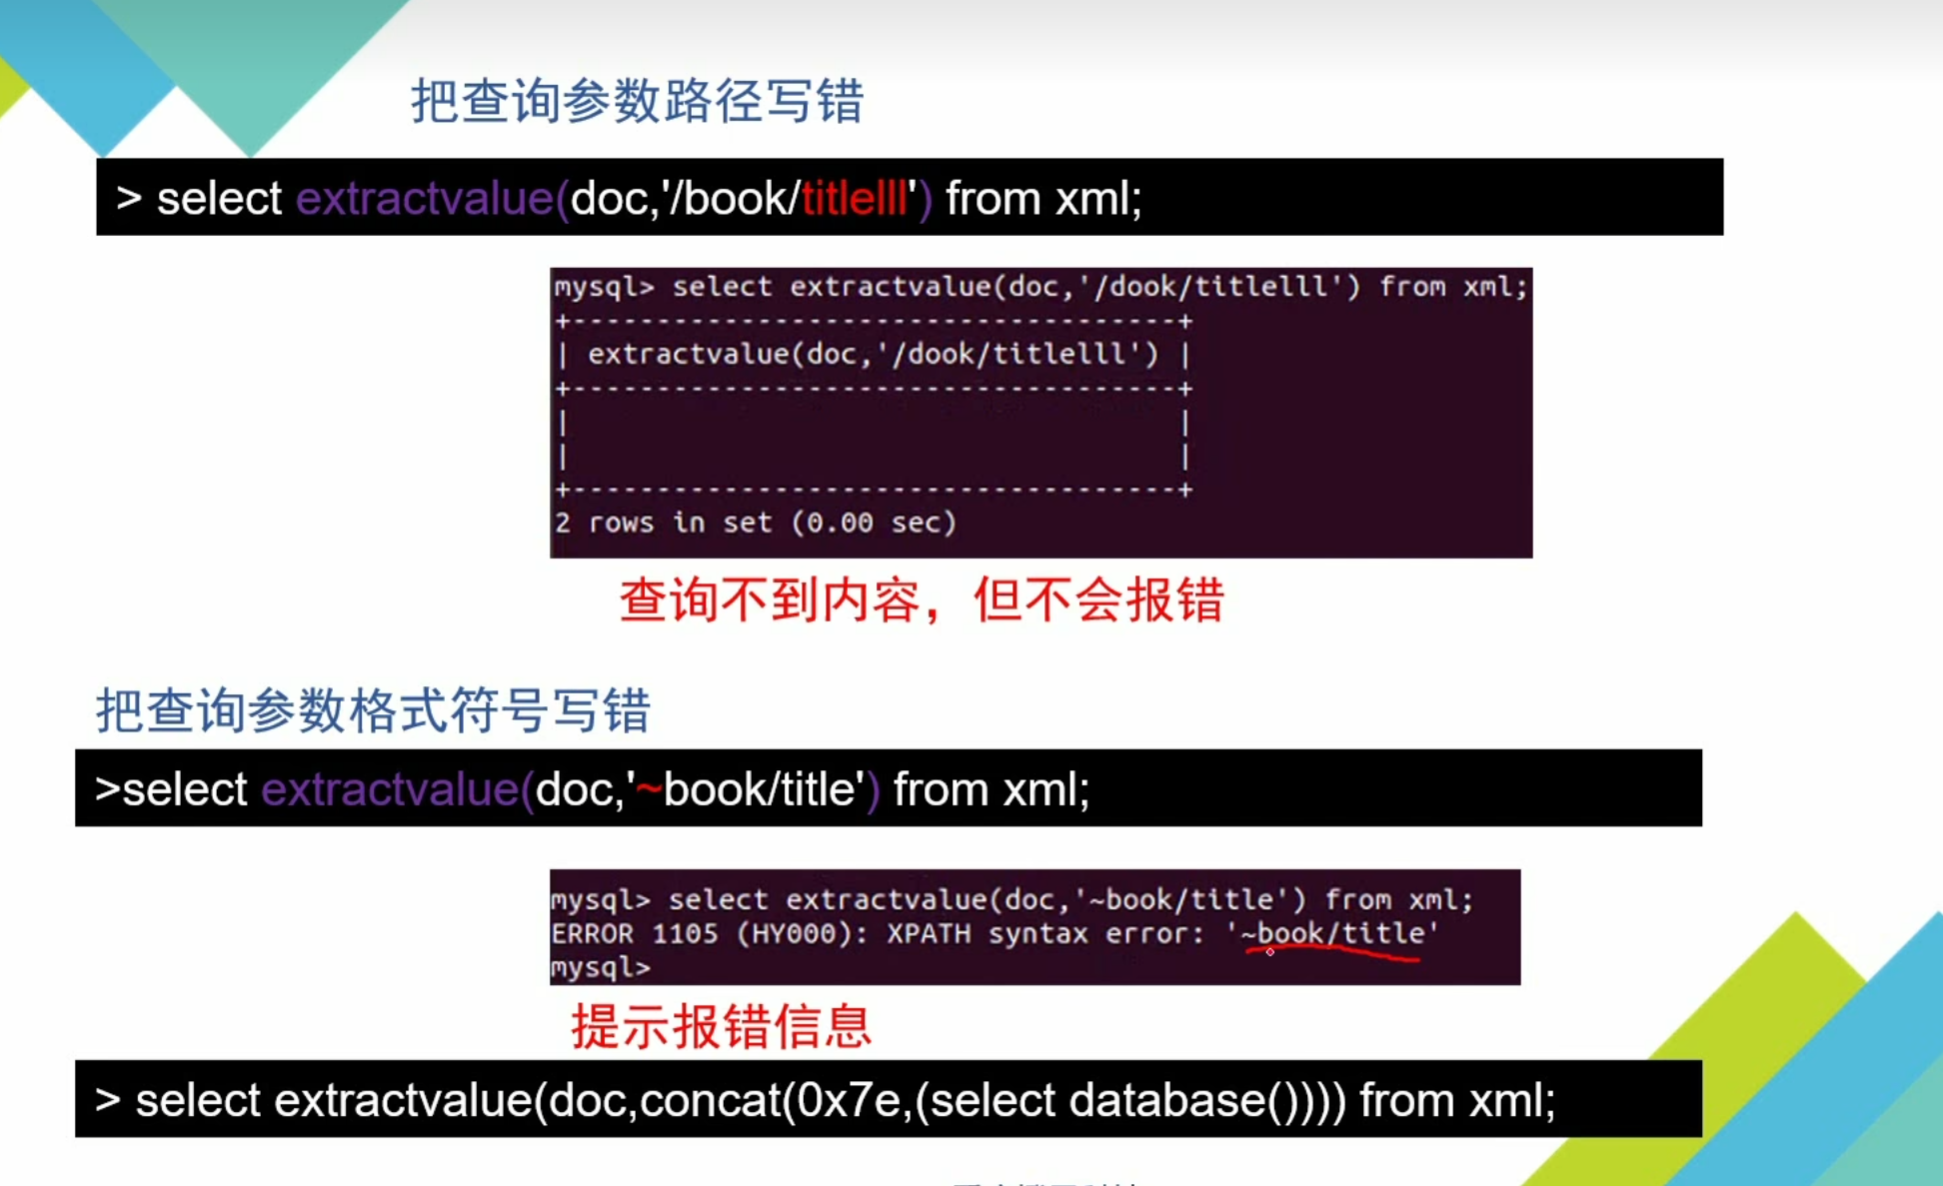 把查询参数路径写错
> select extractvalue(doc,'/book/titlelll') from xml;
mysql> select extractvalue(doc,'/dook/titlelll') from xml;
+------------------------------------+
| extractvalue(doc,'/dook/titlelll') |
+------------------------------------+
| |
| |
+------------------------------------+
2 rows in set (0.00 sec)
查询不到内容，但不会报错
把查询参数格式符号写错
>select extractvalue(doc,'~book/title') from xml;
mysql> select extractvalue(doc,'~book/title') from xml;
ERROR 1105 (HY000): XPATH syntax error: '~book/title'
mysql>
提示报错信息
> select extractvalue(doc,concat(0x7e,(select database()))) from xml;